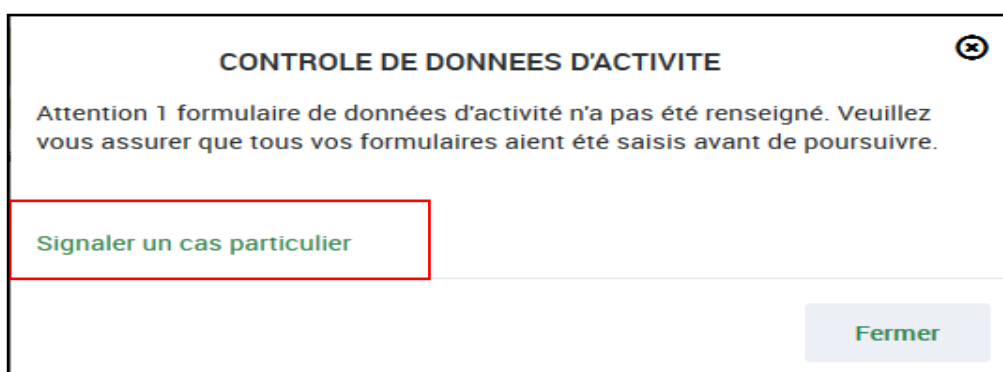 CONTROLE DE DONNEES D'ACTIVITE
Attention 1 formulaire de données d'activité n'a pas été renseigné. Veuillez
vous assurer que tous vos formulaires aient été saisis avant de poursuivre.
Signaler un cas particulier
Fermer